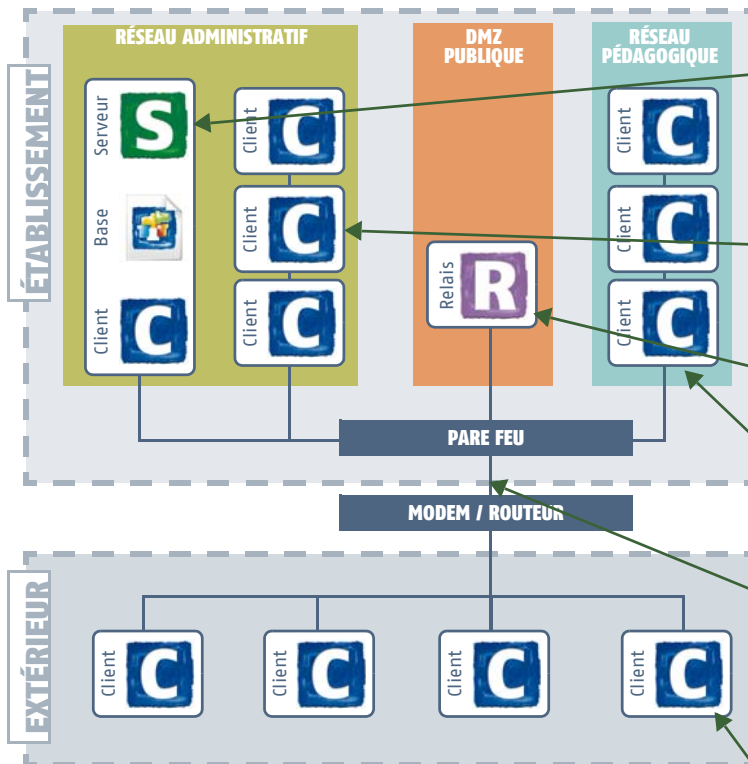 RÉSEAU ADMINISTRATIF
DMZ
PUBLIQUE
RÉSEAU
PÉDAGOGIQUE
ÉTABLISSEMENT
Serveur
S
Base
Client
C
Client
C
Client
C
Client
C
Relais
R
Client
C
Client
C
Client
C
PARE FEU
MODEM / ROUTEUR
EXTÉRIEUR
Client
C
Client
C
Client
C
Client
C